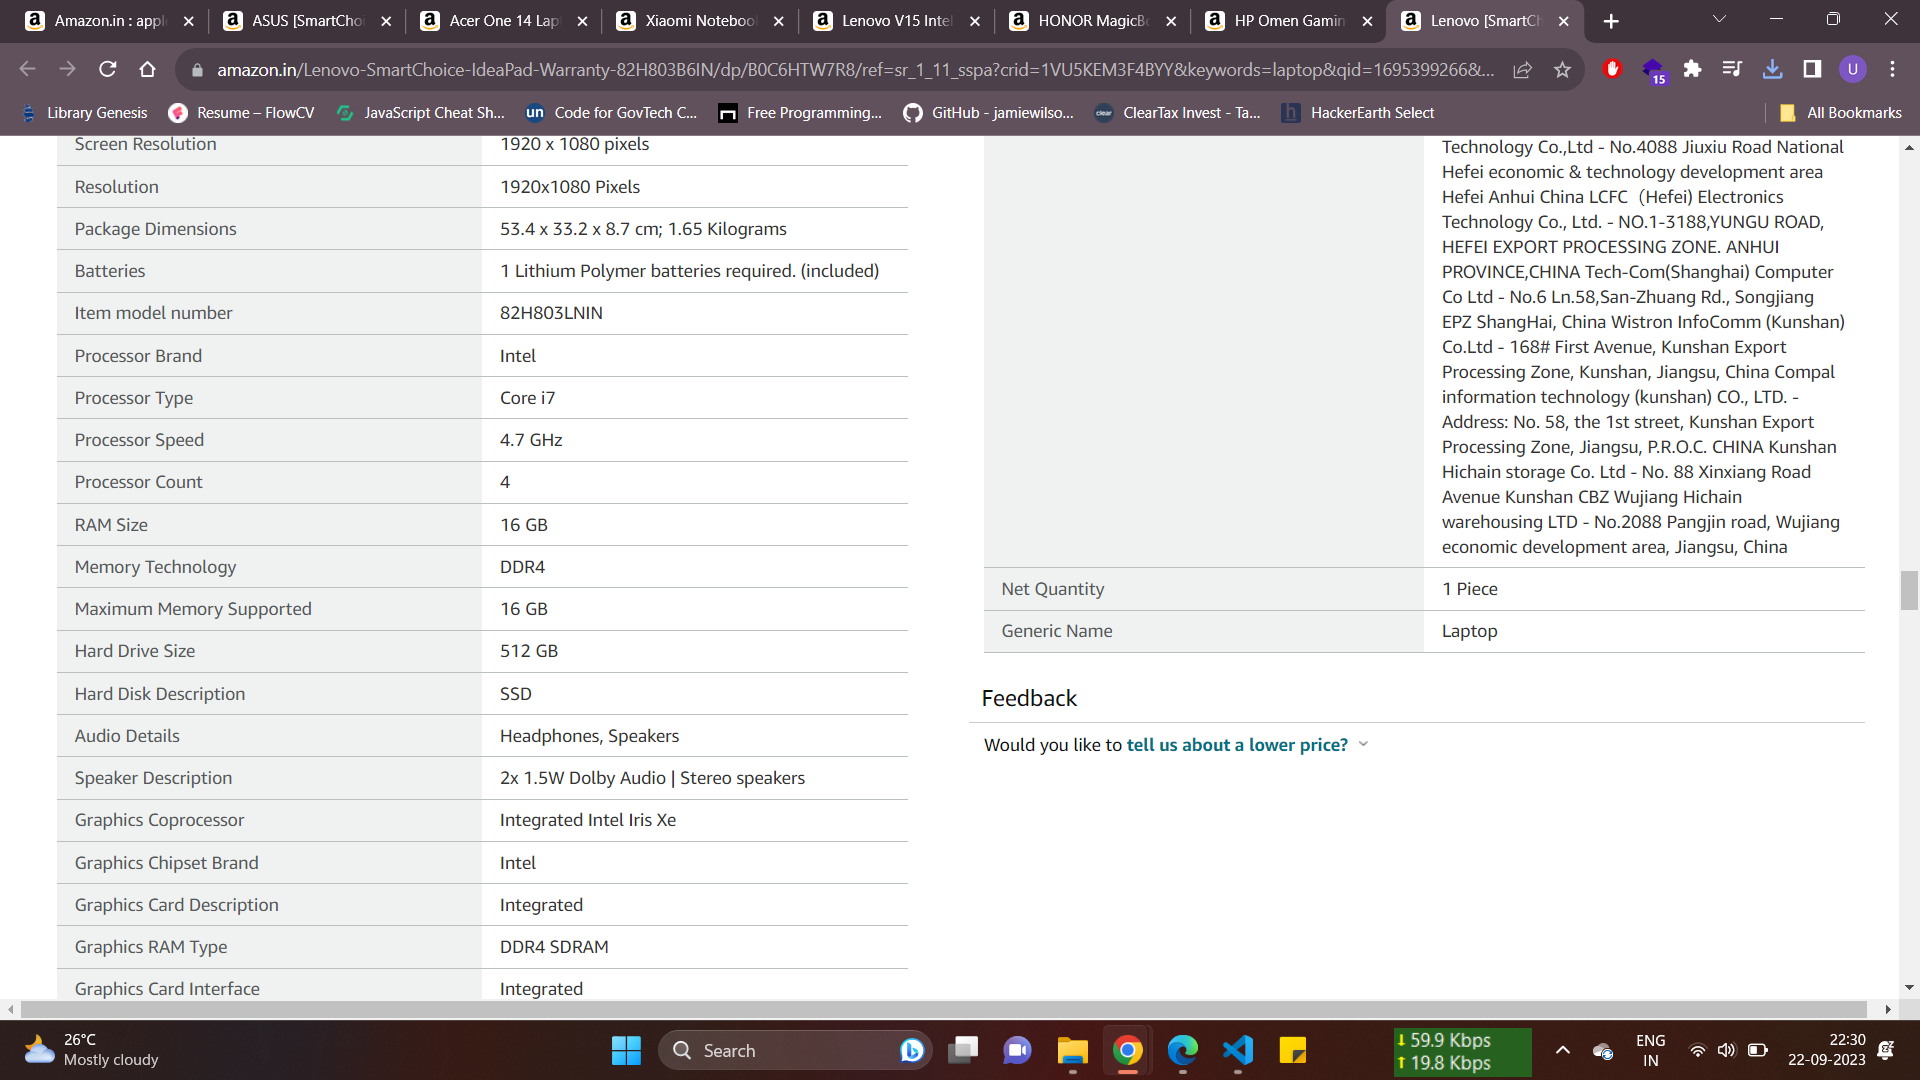 Amazon.in : appl
ASUS [SmartChoi
Acer One 14 Lap
Xiaomi Notebook
Lenovo V15 Intel
HONOR MagicBo
HP Omen Gamin
Lenovo [SmartCh
amazon.in/Lenovo-SmartChoice-IdeaPad-Warranty-82H803B6IN/dp/B0C6HTW7R8/ref=sr_1_11_sspa?crid=1VU5KEM3F4BYY&keywords=laptop&qid=1695399266&...
15
U
Library Genesis
Resume – FlowCV
JavaScript Cheat Sh...
un Code for GovTech C...
Free Programming...
GitHub - jamiewilso...
clear ClearTax Invest - Ta...
h HackerEarth Select
All Bookmarks
Screen Resolution 1920 x 1080 pixels
Resolution 1920x1080 Pixels
Package Dimensions 53.4 x 33.2 x 8.7 cm; 1.65 Kilograms
Batteries 1 Lithium Polymer batteries required. (included)
Item model number 82H803LNIN
Processor Brand Intel
Processor Type Core i7
Processor Speed 4.7 GHz
Processor Count 4
RAM Size 16 GB
Memory Technology DDR4
Maximum Memory Supported 16 GB
Hard Drive Size 512 GB
Hard Disk Description SSD
Audio Details Headphones, Speakers
Speaker Description 2x 1.5W Dolby Audio | Stereo speakers
Graphics Coprocessor Integrated Intel Iris Xe
Graphics Chipset Brand Intel
Graphics Card Description Integrated
Graphics RAM Type DDR4 SDRAM
Graphics Card Interface Integrated
Technology Co.,Ltd - No.4088 Jiuxiu Road National
Hefei economic & technology development area
Hefei Anhui China LCFC（Hefei) Electronics
Technology Co., Ltd. - NO.1-3188,YUNGU ROAD,
HEFEI EXPORT PROCESSING ZONE. ANHUI
PROVINCE,CHINA Tech-Com(Shanghai) Computer
Co Ltd - No.6 Ln.58,San-Zhuang Rd., Songjiang
EPZ ShangHai, China Wistron InfoComm (Kunshan)
Co.Ltd - 168# First Avenue, Kunshan Export
Processing Zone, Kunshan, Jiangsu, China Compal
information technology (kunshan) CO., LTD. -
Address: No. 58, the 1st street, Kunshan Export
Processing Zone, Jiangsu, P.R.O.C. CHINA Kunshan
Hichain storage Co. Ltd - No. 88 Xinxiang Road
Avenue Kunshan CBZ Wujiang Hichain
warehousing LTD - No.2088 Pangjin road, Wujiang
economic development area, Jiangsu, China
Net Quantity 1 Piece
Generic Name Laptop
Feedback
Would you like to tell us about a lower price?
26°C
Mostly cloudy
Search
59.9 Kbps
19.8 Kbps
ENG
IN
22:30
22-09-2023